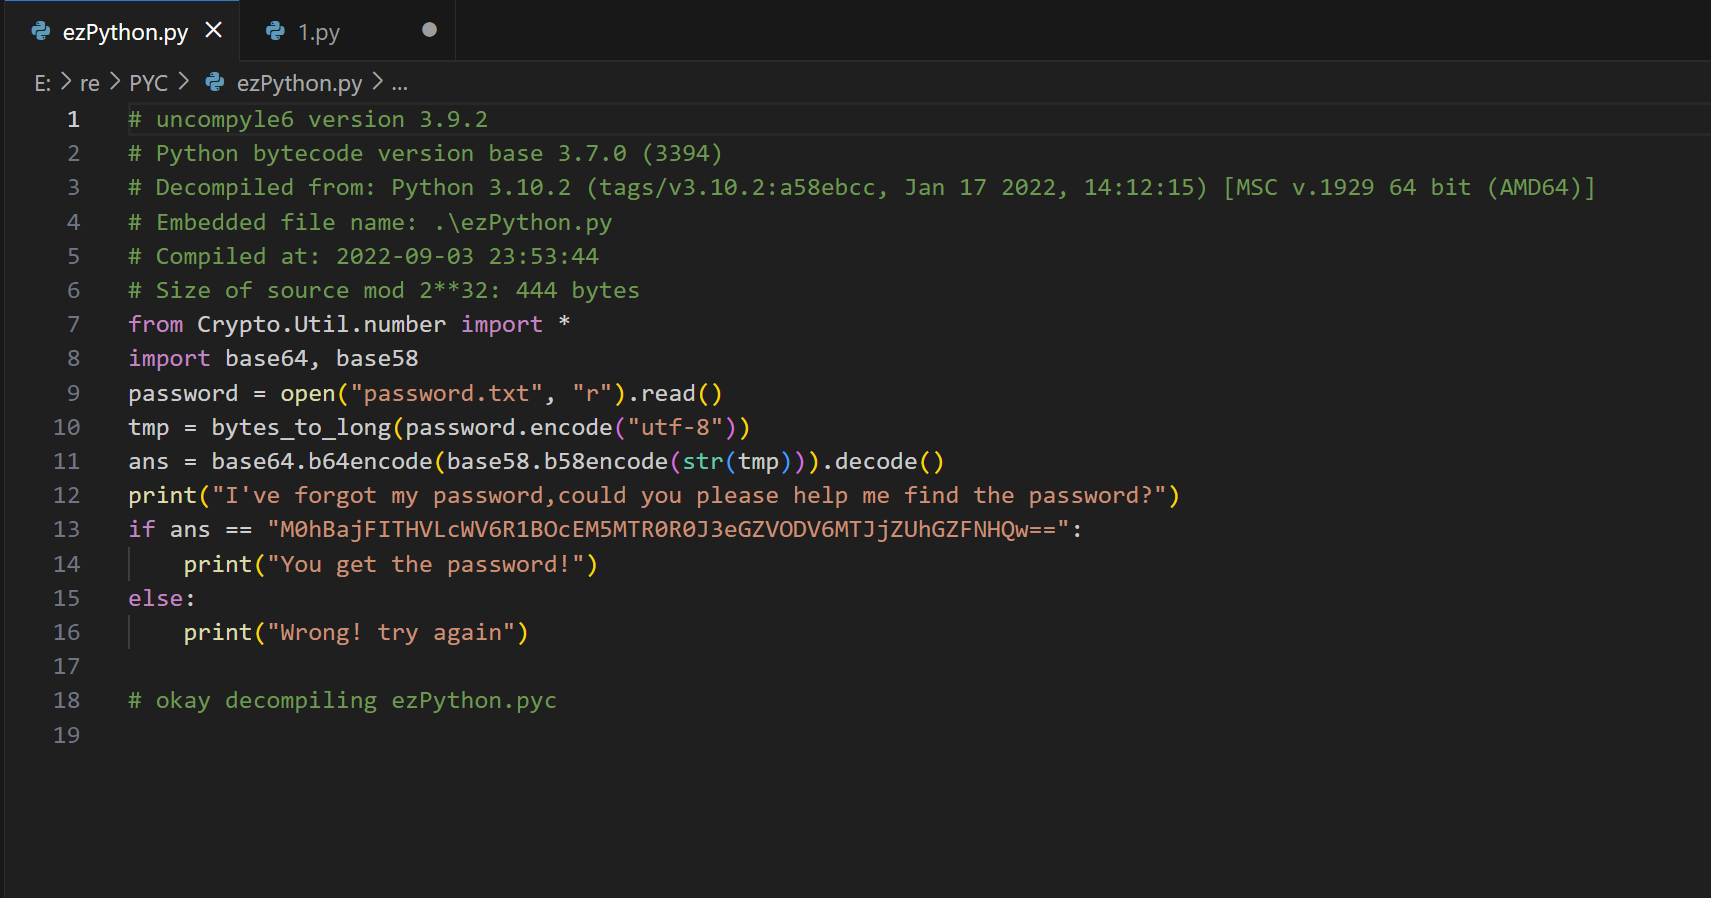 ezPython.py
1.py
E: > re > PYC > ezPython.py > ...
1 # uncompyle6 version 3.9.2
2 # Python bytecode version base 3.7.0 (3394)
3 # Decompiled from: Python 3.10.2 (tags/v3.10.2:a58ebcc, Jan 17 2022, 14:12:15) [MSC v.1929 64 bit (AMD64)]
4 # Embedded file name: .\ezPython.py
5 # Compiled at: 2022-09-03 23:53:44
6 # Size of source mod 2**32: 444 bytes
7 from Crypto.Util.number import *
8 import base64, base58
9 password = open("password.txt", "r").read()
10 tmp = bytes_to_long(password.encode("utf-8"))
11 ans = base64.b64encode(base58.b58encode(str(tmp))).decode()
12 print("I've forgot my password,could you please help me find the password?")
13 if ans == "M0hBajFITHVLcWV6R1BOcEM5MTR0R0J3eGZVODV6MTJjZUhGZFNHQw==":
14     print("You get the password!")
15 else:
16     print("Wrong! try again")
17
18 # okay decompiling ezPython.pyc
19